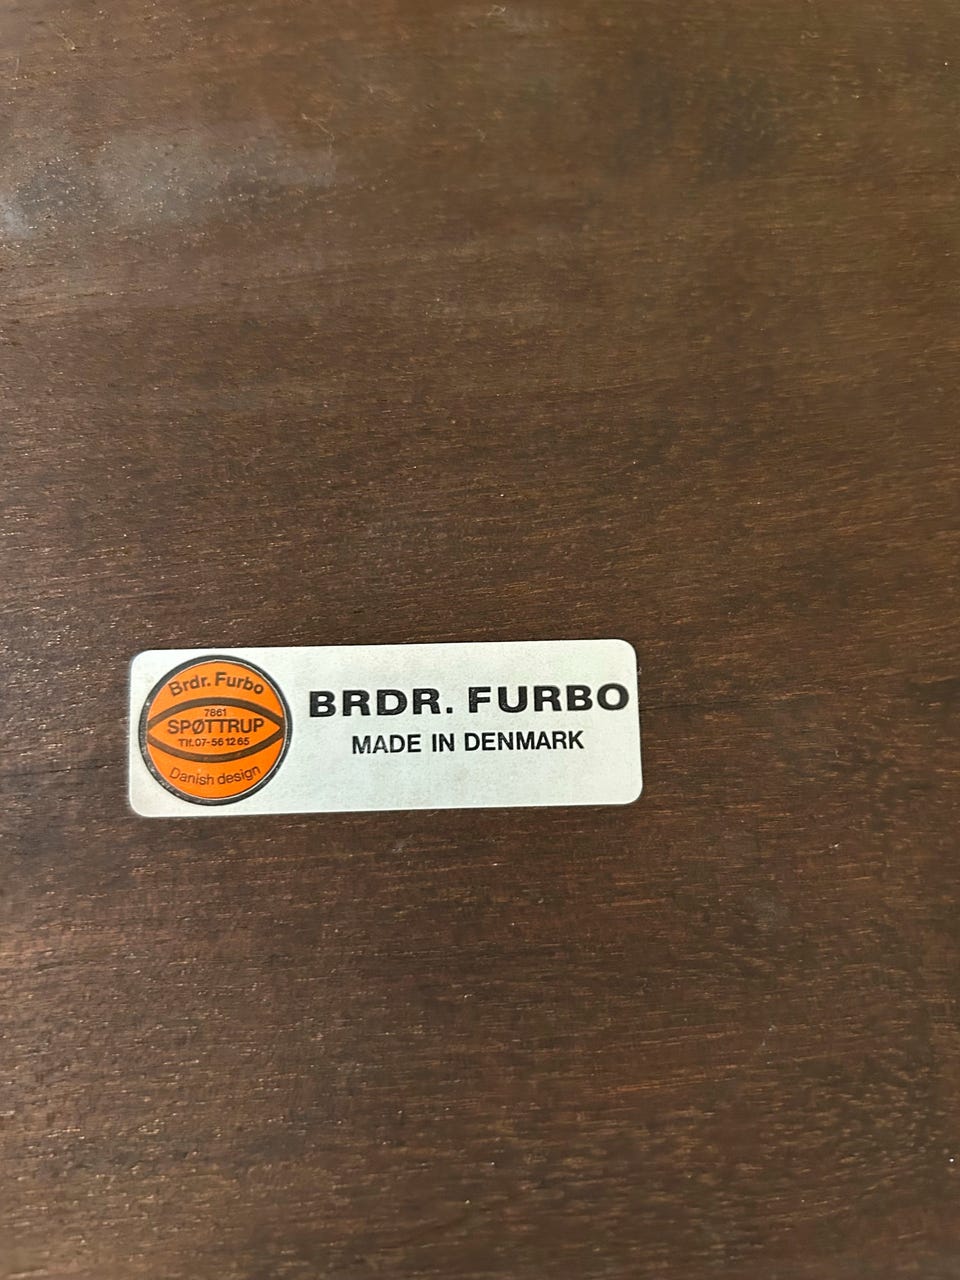 Brdr. Furbo
7861
SPØTTRUP
Tlf. 07-56 12 65
Danish design
BRDR. FURBO
MADE IN DENMARK